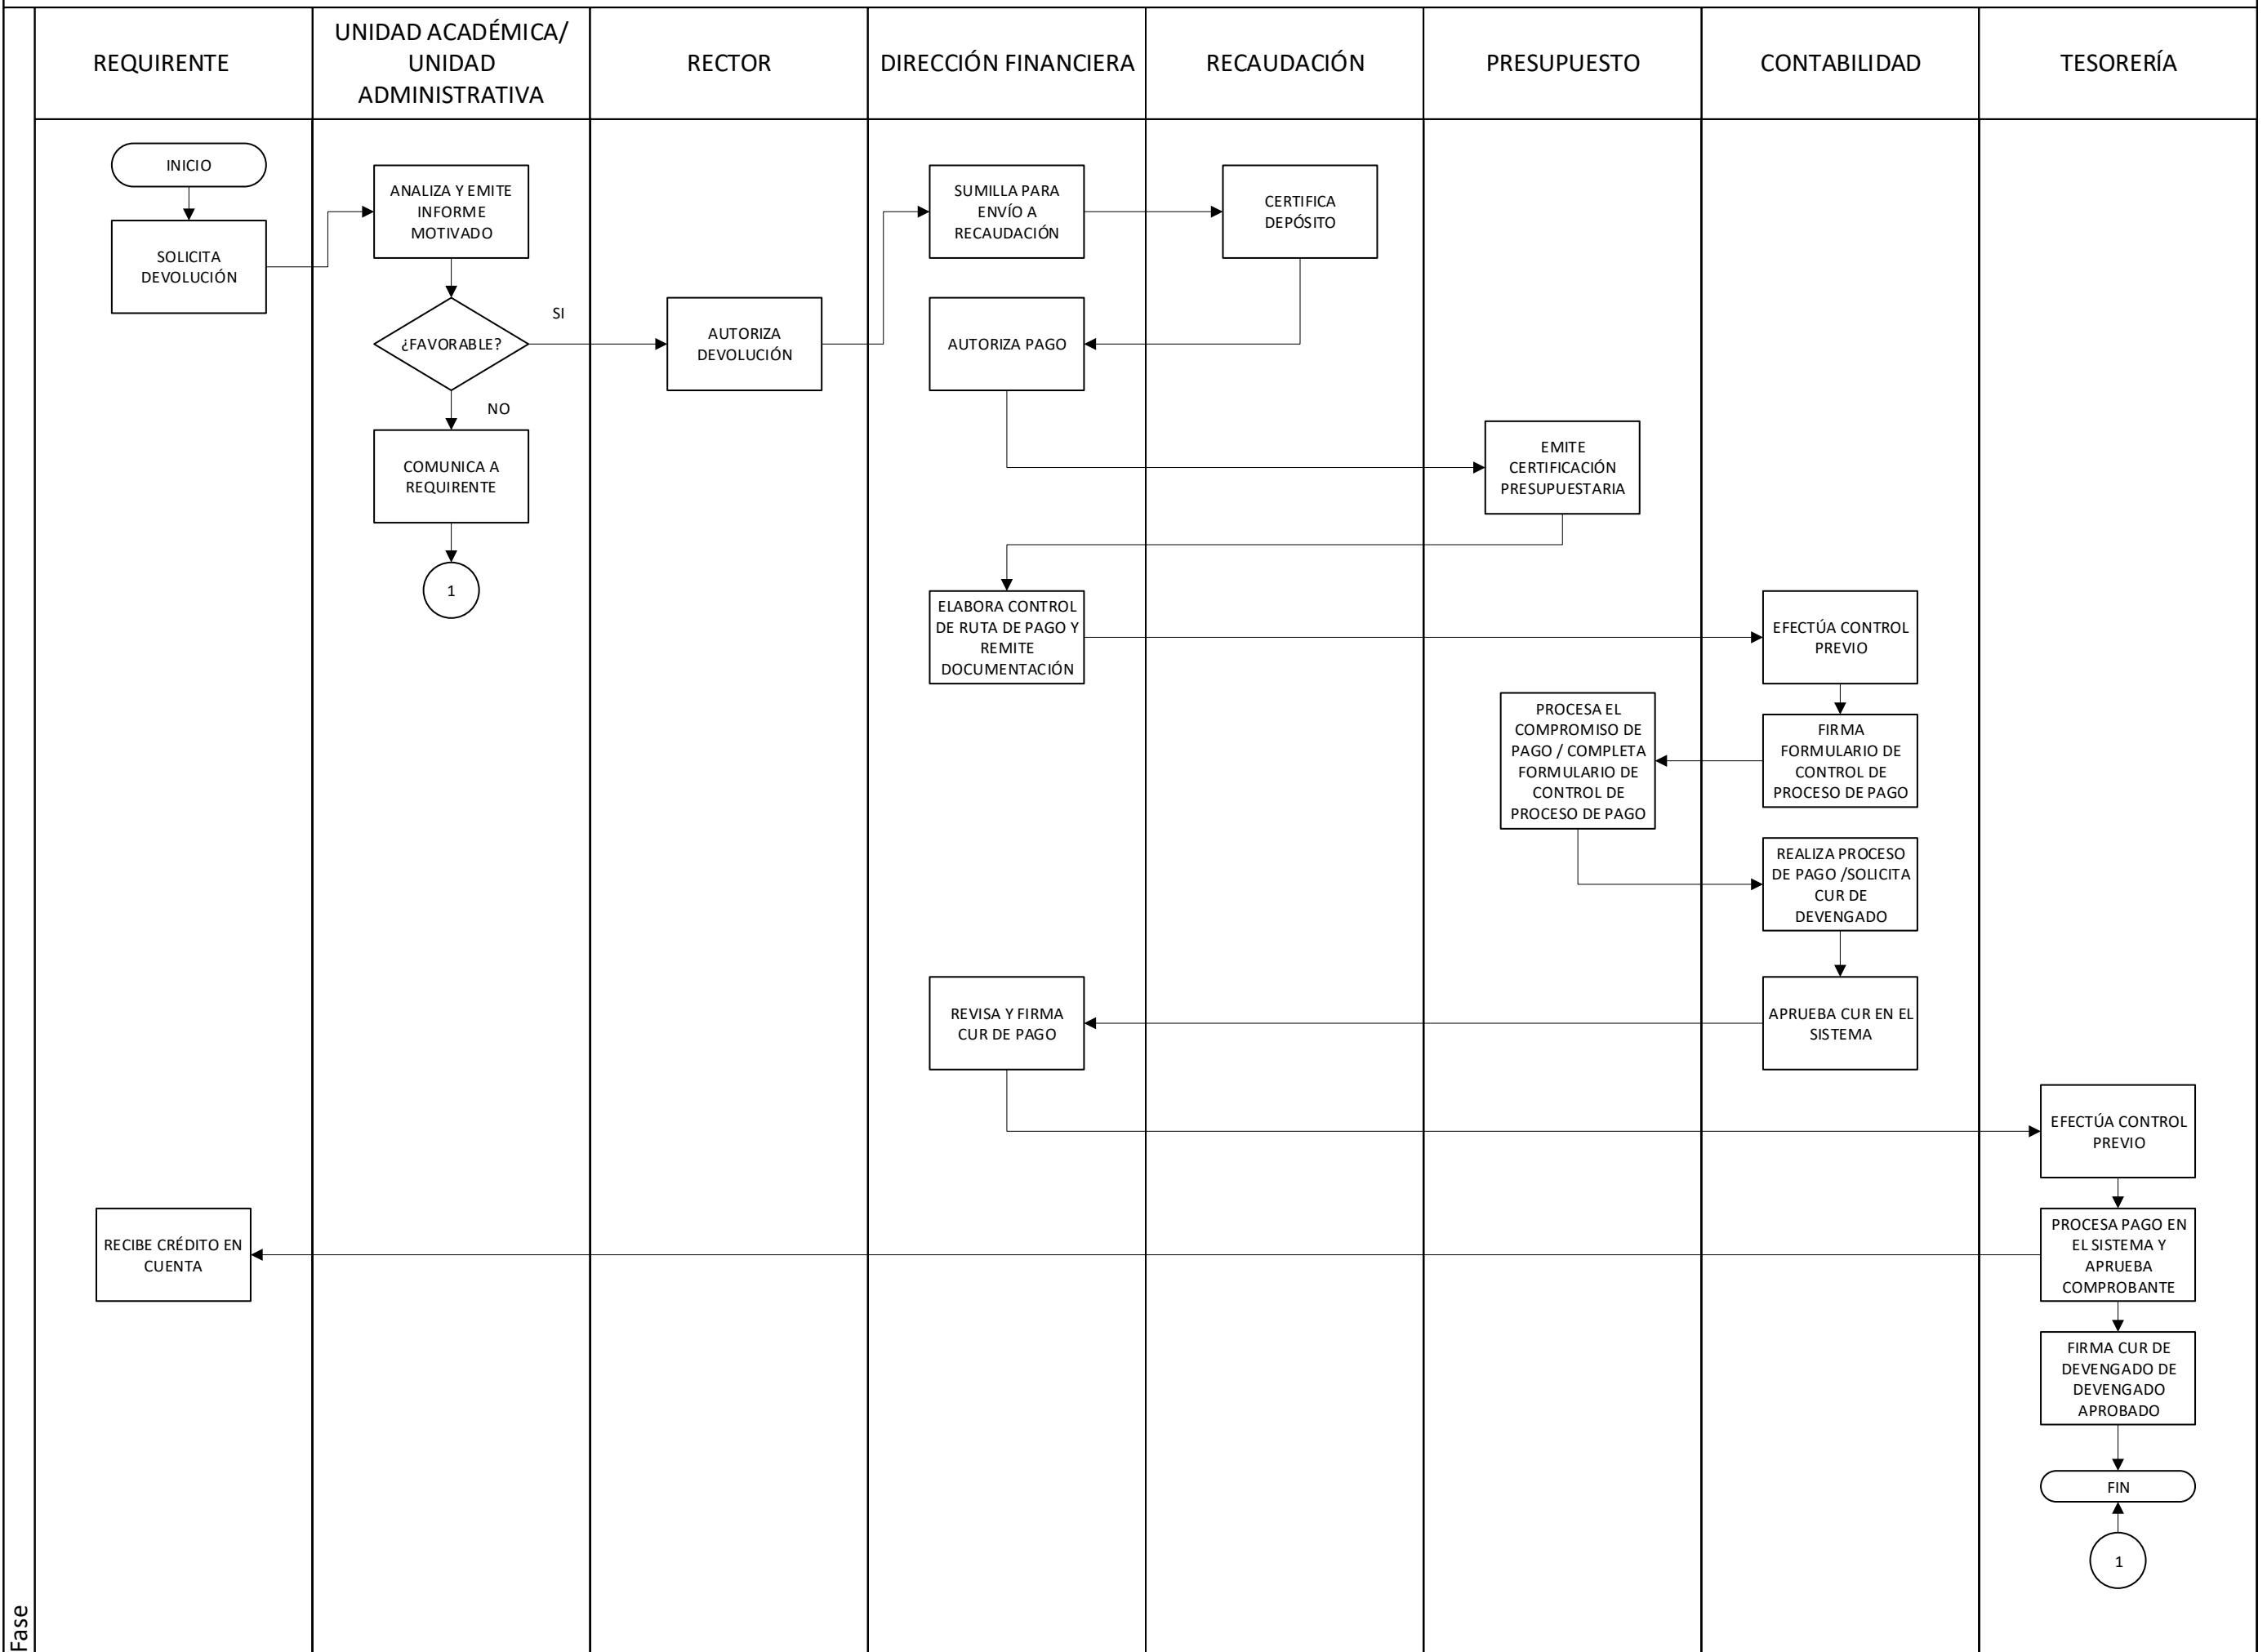 REQUIRENTE
UNIDAD ACADÉMICA/
UNIDAD
ADMINISTRATIVA
RECTOR
DIRECCIÓN FINANCIERA
RECAUDACIÓN
PRESUPUESTO
CONTABILIDAD
TESORERÍA
INICIO
SOLICITA
DEVOLUCIÓN
ANALIZA Y EMITE
INFORME
MOTIVADO
¿FAVORABLE?
SI
NO
COMUNICA A
REQUIRENTE
1
AUTORIZA
DEVOLUCIÓN
SUMILLA PARA
ENVÍO A
RECAUDACIÓN
CERTIFICA
DEPÓSITO
AUTORIZA PAGO
EMITE
CERTIFICACIÓN
PRESUPUESTARIA
ELABORA CONTROL
DE RUTA DE PAGO Y
REMITE
DOCUMENTACIÓN
EFECTÚA CONTROL
PREVIO
FIRMA
FORMULARIO DE
CONTROL DE
PROCESO DE PAGO
PROCESA EL
COMPROMISO DE
PAGO / COMPLETA
FORMULARIO DE
CONTROL DE
PROCESO DE PAGO
REALIZA PROCESO
DE PAGO /SOLICITA
CUR DE
DEVENGADO
APRUEBA CUR EN EL
SISTEMA
REVISA Y FIRMA
CUR DE PAGO
EFECTÚA CONTROL
PREVIO
PROCESA PAGO EN
EL SISTEMA Y
APRUEBA
COMPROBANTE
RECIBE CRÉDITO EN
CUENTA
FIRMA CUR DE
DEVENGADO DE
DEVENGADO
APROBADO
FIN
1
Fase